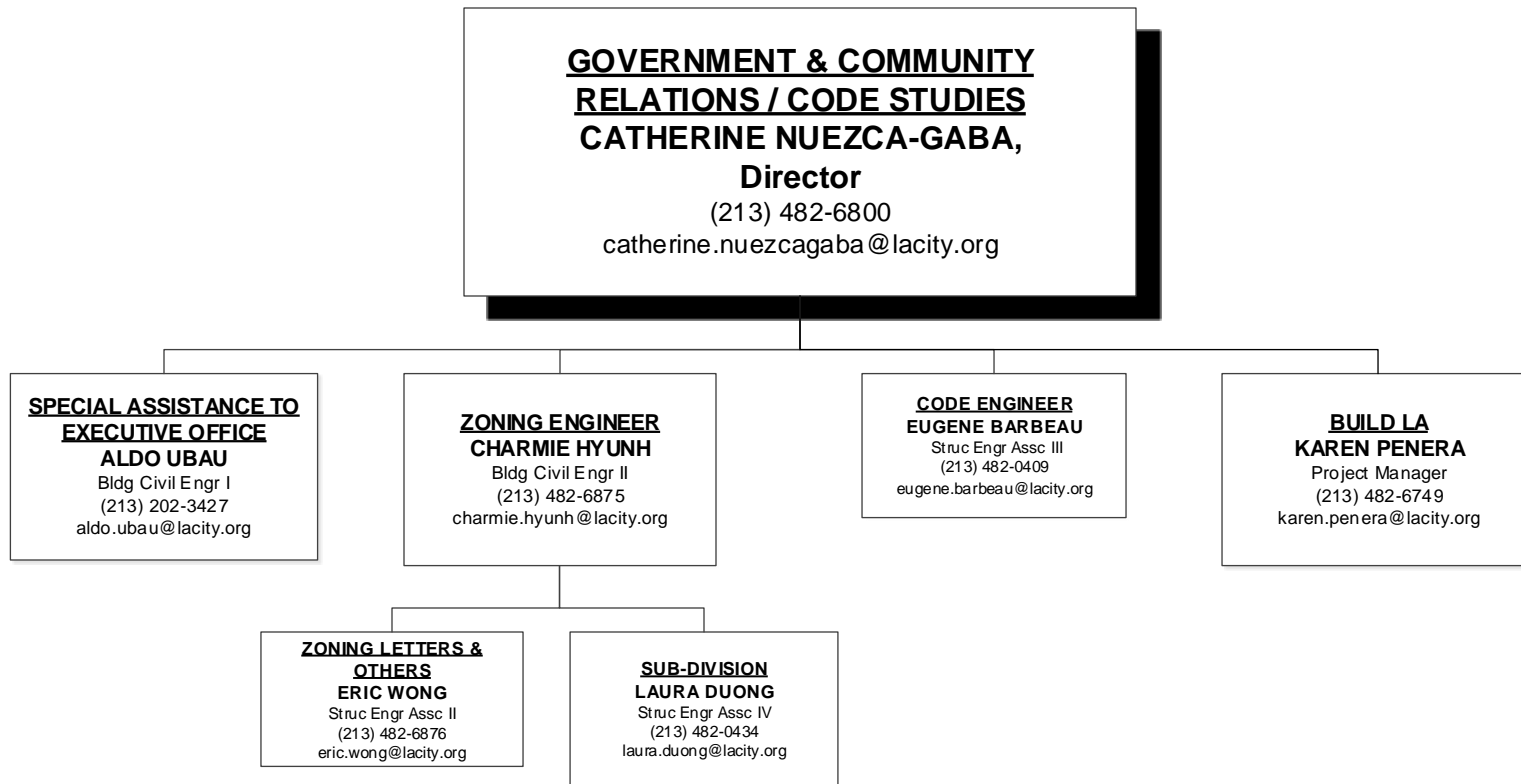 GOVERNMENT & COMMUNITY
RELATIONS / CODE STUDIES
CATHERINE NUEZCA-GABA,
Director
(213) 482-6800
catherine.nuezcagaba@lacity.org
SPECIAL ASSISTANCE TO
EXECUTIVE OFFICE
ALDO UBAU
Bldg Civil Engr I
(213) 202-3427
aldo.ubau@lacity.org
ZONING ENGINEER
CHARMIE HYUNH
Bldg Civil Engr II
(213) 482-6875
charmie.hyunh@lacity.org
CODE ENGINEER
EUGENE BARBEAU
Struc Engr Assc III
(213) 482-0409
eugene.barbeau@lacity.org
BUILD LA
KAREN PENERA
Project Manager
(213) 482-6749
karen.penera@lacity.org
ZONING LETTERS &
OTHERS
ERIC WONG
Struc Engr Assc II
(213) 482-6876
eric.wong@lacity.org
SUB-DIVISION
LAURA DUONG
Struc Engr Assc IV
(213) 482-0434
laura.duong@lacity.org